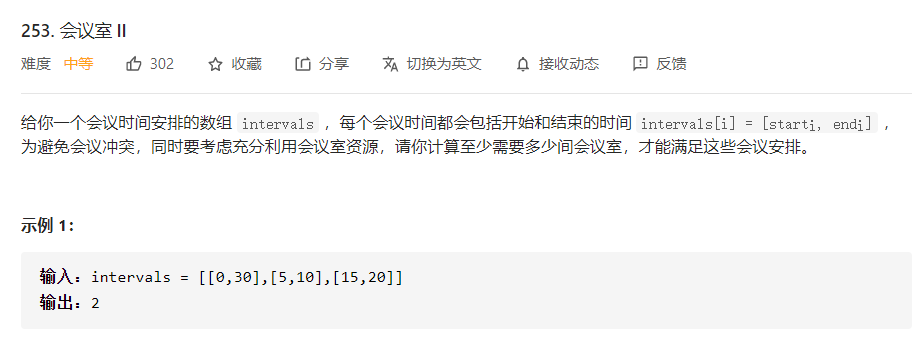 253. 会议室 II
难度 中等 302 收藏 分享 切换为英文 接收动态 反馈
给你一个会议时间安排的数组 intervals ，每个会议时间都会包括开始和结束的时间 intervals[i] = [starti, endi] ，
为避免会议冲突，同时要考虑充分利用会议室资源，请你计算至少需要多少间会议室，才能满足这些会议安排。
示例 1：
输入：intervals = [[0,30],[5,10],[15,20]]
输出：2